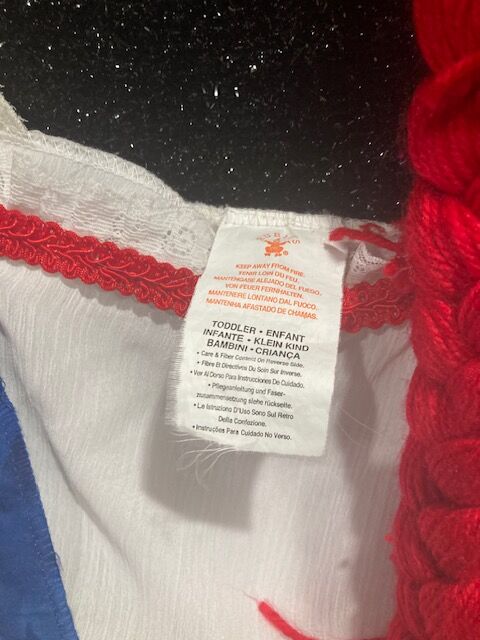 RUBIES
®
KEEP AWAY FROM FIRE.
TENIR LOIN DU FEU.
MANTENGASE ALEJADO DEL FUEGO.
VON FEUER FERNHALTEN.
MANTENERE LONTANO DAL FUOCO.
MANTENHA AFASTADO DE CHAMAS.
TODDLER • ENFANT
INFANTE • KLEIN KIND
BAMBINI • CRIANÇA
• Care & Fiber Content On Reverse Side.
• Fibre Et Directives Du Soin Sur Inverse.
• Ver Al Dorso Para Instrucciones De Cuidado.
• Pflegeanleitung und Faser-
zusammensetzung siehe rückseite.
• Le Istruziono D'Uso Sono Sul Retro
Della Confezione.
• Instruções Para Cuidado No Verso.